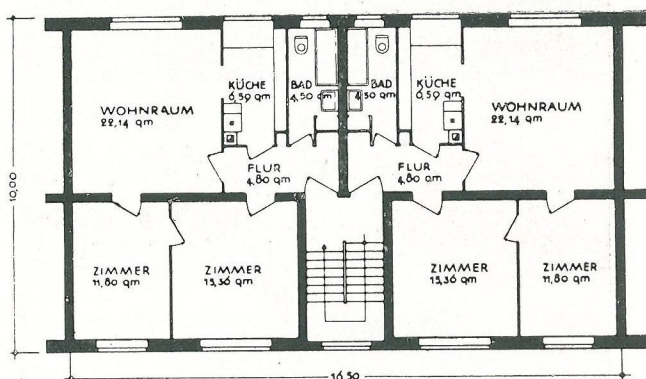 KÜCHE
6,59 qm
BAD
4,50 qm
BAD
4,50 qm
KÜCHE
6,59 qm
WOHNRAUM
22,14 qm
WOHNRAUM
22,14 qm
FLUR
4,80 qm
FLUR
4,80 qm
10,00
ZIMMER
11,80 qm
ZIMMER
15,36 qm
ZIMMER
15,36 qm
ZIMMER
11,80 qm
16,50